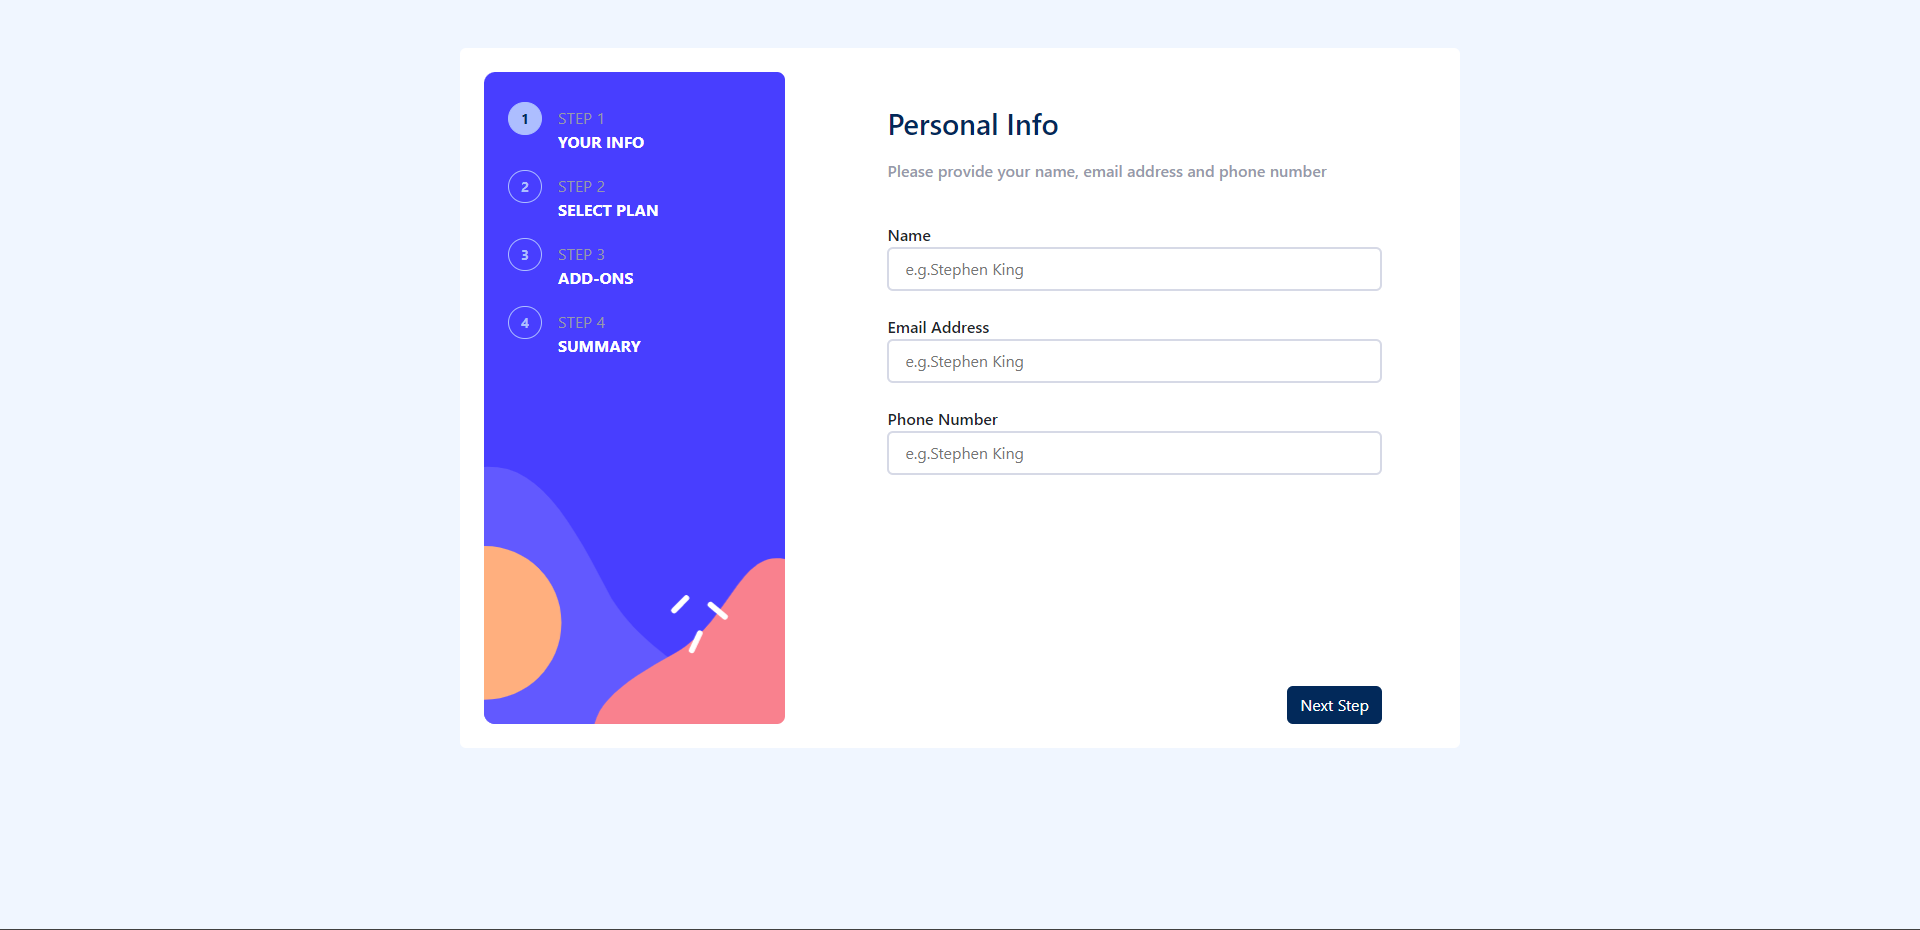 1
STEP 1
YOUR INFO
2
STEP 2
SELECT PLAN
3
STEP 3
ADD-ONS
4
STEP 4
SUMMARY
Personal Info
Please provide your name, email address and phone number
Name
e.g.Stephen King
Email Address
e.g.Stephen King
Phone Number
e.g.Stephen King
Next Step